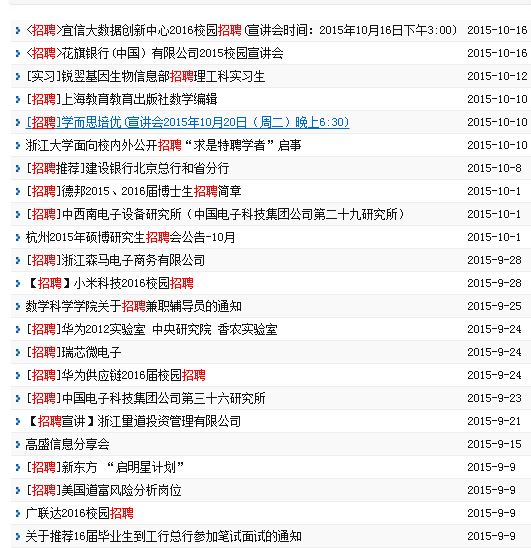 <招聘>宜信大数据创新中心2016校园招聘(宣讲会时间: 2015年10月16日下午3:00) 2015-10-16
<招聘>花旗银行(中国) 有限公司2015校园宣讲会 2015-10-16
[实习]锐翌基因生物信息部招聘理工科实习生 2015-10-12
[招聘]上海教育教育出版社数学编辑 2015-10-10
[招聘]学而思培优(宣讲会2015年10月20日（周二）晚上6:30) 2015-10-10
浙江大学面向校内外公开招聘“求是特聘学者”启事 2015-10-10
[招聘推荐]建设银行北京总行和省分行 2015-10-8
[招聘]德邦2015、2016届博士生招聘简章 2015-10-1
[招聘]中西南电子设备研究所（中国电子科技集团公司第二十九研究所） 2015-10-1
杭州2015年硕博研究生招聘会公告-10月 2015-10-1
[招聘]浙江森马电子商务有限公司 2015-9-28
【招聘】小米科技2016校园招聘 2015-9-28
数学科学学院关于招聘兼职辅导员的通知 2015-9-25
[招聘]华为2012实验室 中央研究院 香农实验室 2015-9-24
[招聘]瑞芯微电子 2015-9-24
[招聘]华为供应链2016届校园招聘 2015-9-24
[招聘]中国电子科技集团公司第三十六研究所 2015-9-23
【招聘宣讲】浙江量道投资管理有限公司 2015-9-21
高盛信息分享会 2015-9-15
[招聘]新东方 “启明星计划” 2015-9-9
[招聘]美国道富风险分析岗位 2015-9-9
广联达2016校园招聘 2015-9-9
关于推荐16届毕业生到工行总行参加笔试面试的通知 2015-9-9